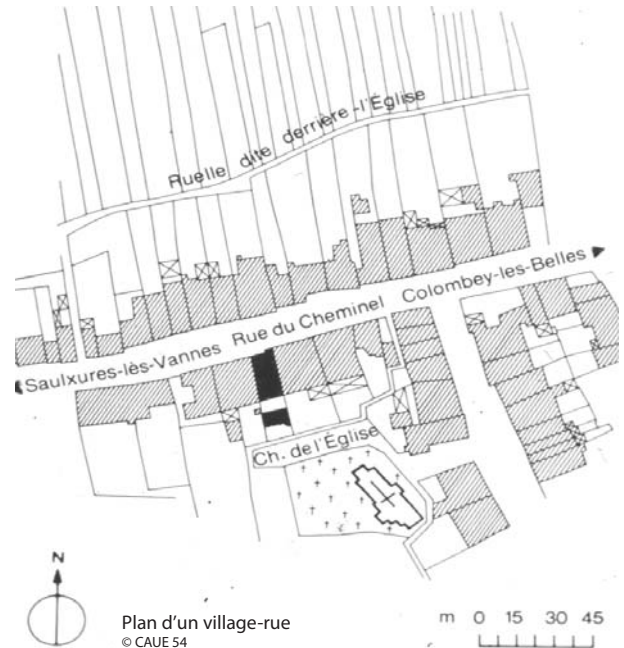 Ruelle dite derrière-l'Église
Saulxures-lès-Vannes Rue du Cheminel Colombey-les-Belles
Ch. de l'Église
N
Plan d'un village-rue
© CAUE 54
m 0 15 30 45